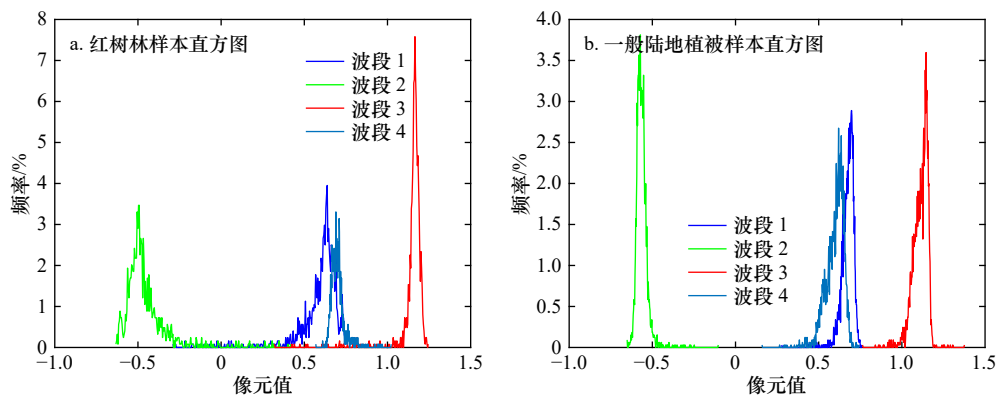 a. 红树林样本直方图
波段 1
波段 2
波段 3
波段 4
频率/%
8
7
6
5
4
3
2
1
0
−1.0
−0.5
0
0.5
1.0
1.5
像元值
b. 一般陆地植被样本直方图
波段 1
波段 2
波段 3
波段 4
频率/%
4.0
3.5
3.0
2.5
2.0
1.5
1.0
0.5
0
−1.0
−0.5
0
0.5
1.0
1.5
像元值